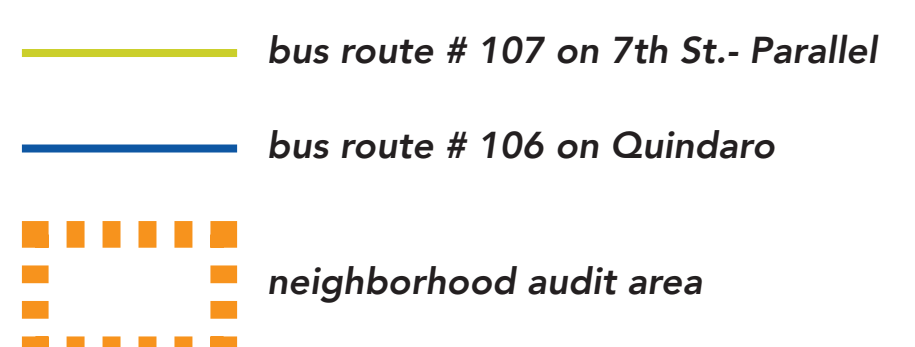 bus route # 107 on 7th St.- Parallel
bus route # 106 on Quindaro
neighborhood audit area